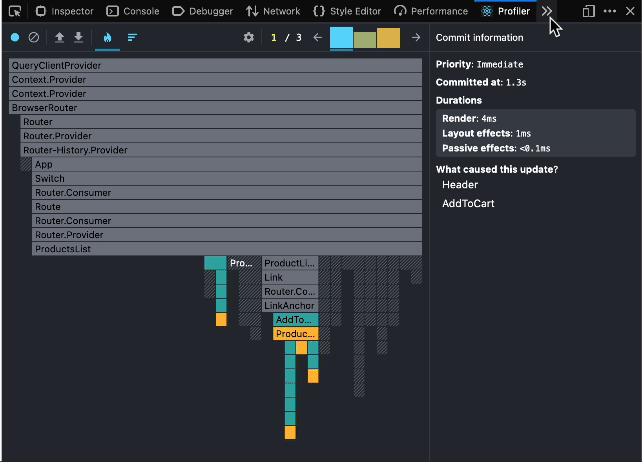 Inspector Console Debugger Network {} Style Editor Performance Profiler
1 / 3
Commit information
QueryClientProvider
Context.Provider
Context.Provider
BrowserRouter
Router
Router.Provider
Router-History.Provider
App
Switch
Router.Consumer
Route
Router.Consumer
Router.Provider
ProductsList
Pro... ProductLi...
Link
Router.Co...
LinkAnchor
AddTo...
Produc...
Priority: Immediate
Committed at: 1.3s
Durations
Render: 4ms
Layout effects: 1ms
Passive effects: <0.1ms
What caused this update?
Header
AddToCart